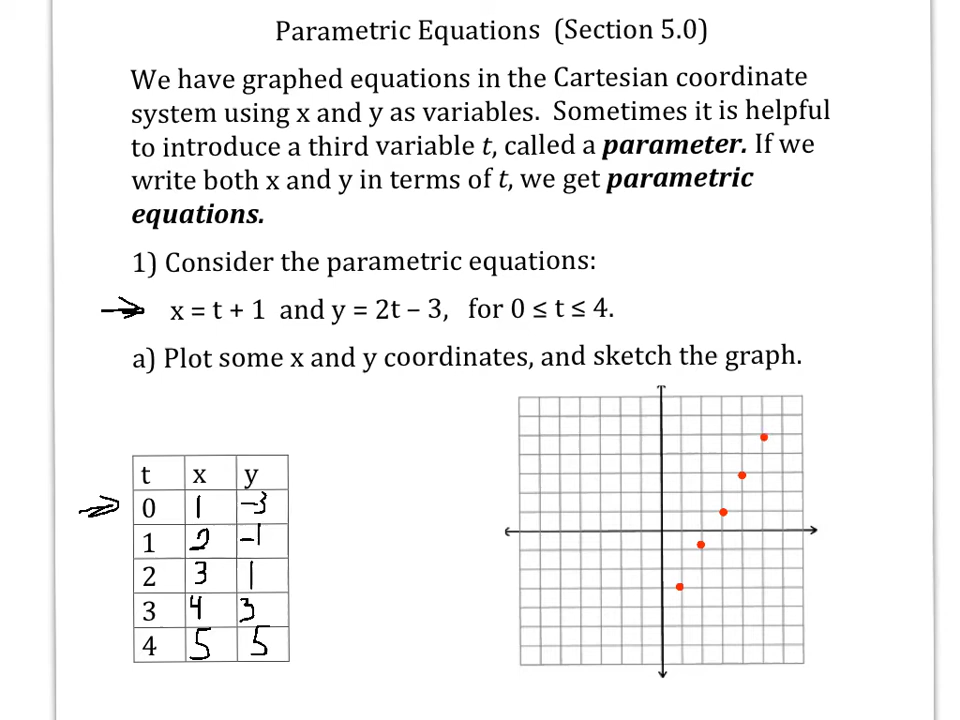 Parametric Equations (Section 5.0)
We have graphed equations in the Cartesian coordinate
system using x and y as variables. Sometimes it is helpful
to introduce a third variable t, called a parameter. If we
write both x and y in terms of t, we get parametric
equations.
1) Consider the parametric equations:
x = t + 1 and y = 2t – 3, for 0 ≤ t ≤ 4.
a) Plot some x and y coordinates, and sketch the graph.
t x y
0 1 -3
1 2 -1
2 3 1
3 4 3
4 5 5